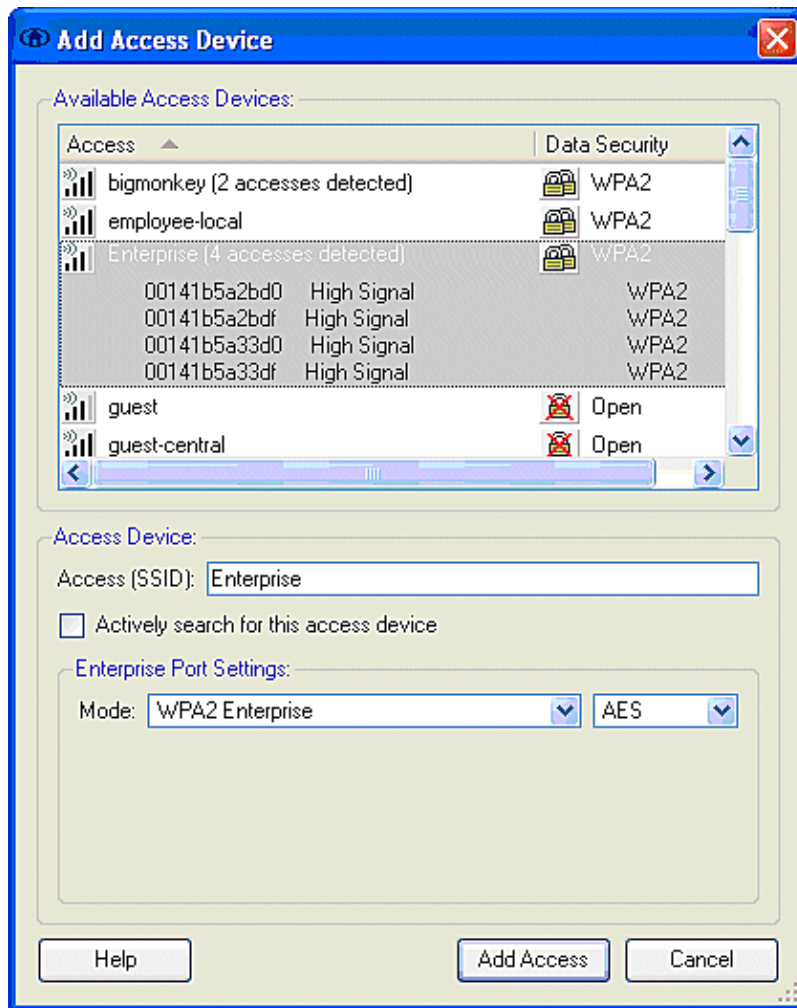 Add Access Device
Available Access Devices:
Access Data Security
bigmonkey (2 accesses detected) WPA2
employee-local WPA2
Enterprise (4 accesses detected) WPA2
00141b5a2bd0 High Signal WPA2
00141b5a2bdf High Signal WPA2
00141b5a33d0 High Signal WPA2
00141b5a33df High Signal WPA2
guest Open
guest-central Open
Access Device:
Access (SSID): Enterprise
Actively search for this access device
Enterprise Port Settings:
Mode: WPA2 Enterprise AES
Help Add Access Cancel